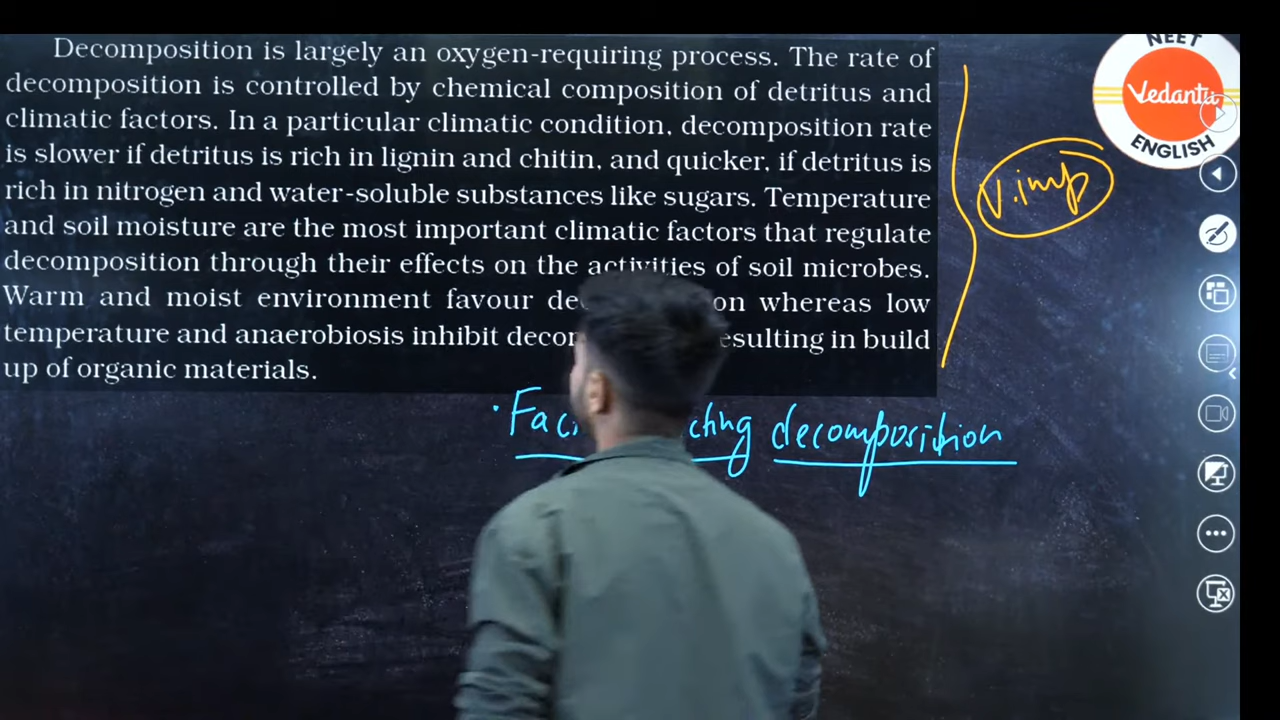 Decomposition is largely an oxygen-requiring process. The rate of
decomposition is controlled by chemical composition of detritus and
climatic factors. In a particular climatic condition, decomposition rate
is slower if detritus is rich in lignin and chitin, and quicker, if detritus is
rich in nitrogen and water-soluble substances like sugars. Temperature
and soil moisture are the most important climatic factors that regulate
decomposition through their effects on the activities of soil microbes.
Warm and moist environment favour whereas low
temperature and anaerobiosis inhibit in build
up of organic materials.
decomposition
V.imp
NEET
Vedantu
ENGLISH